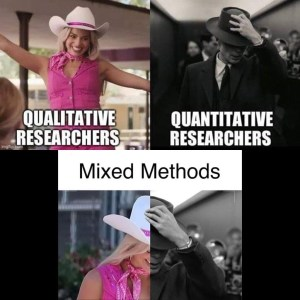 QUALITATIVE
RESEARCHERS
QUANTITATIVE
RESEARCHERS
Mixed Methods